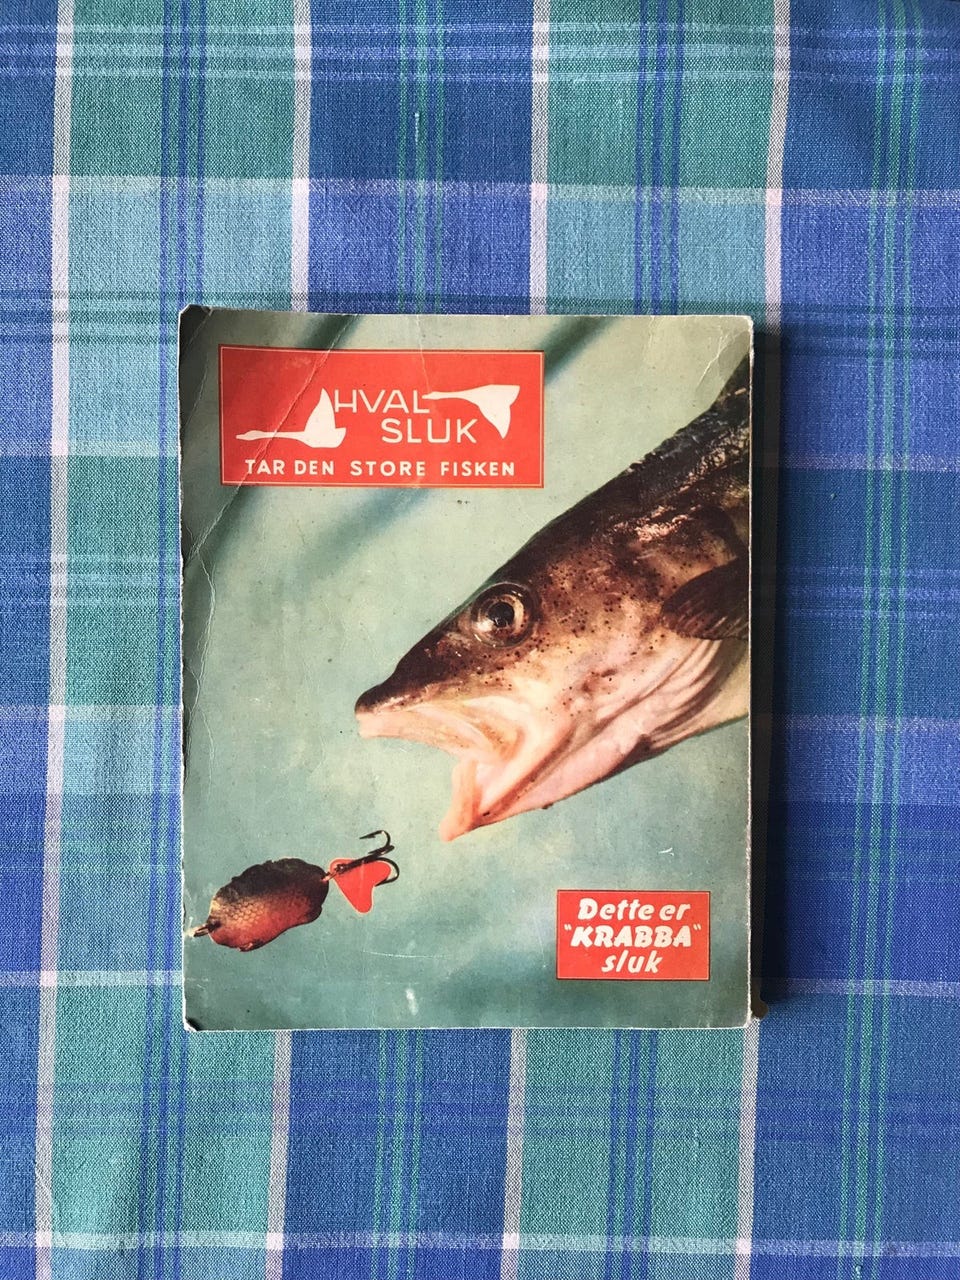 HVAL
SLUK
TAR DEN STORE FISKEN
Dette er
"KRABBA"
sluk